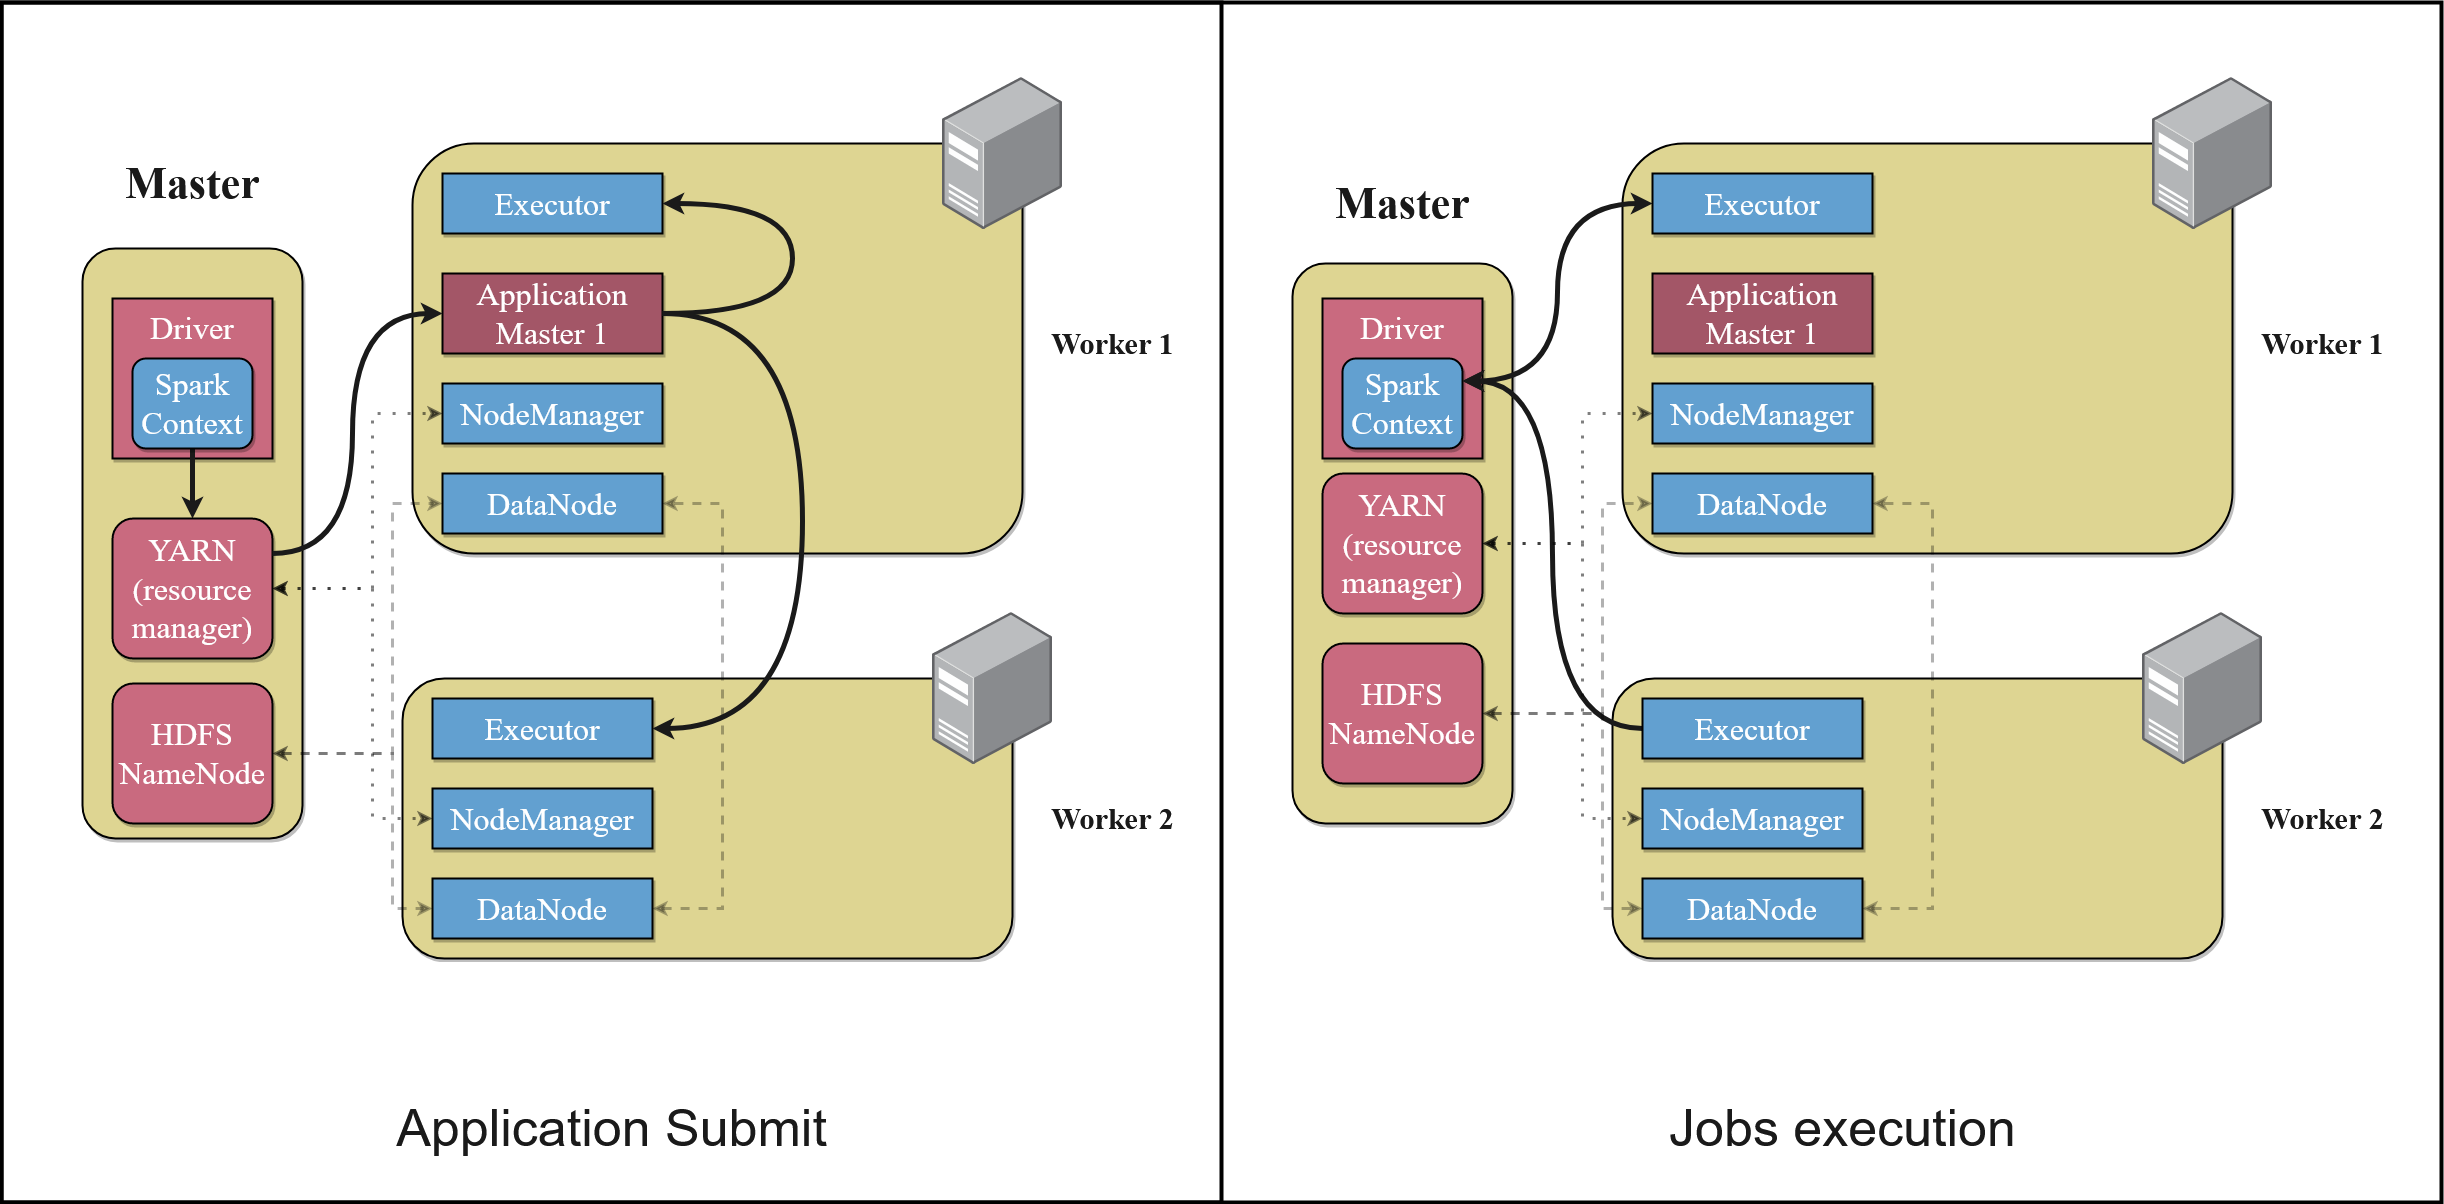 Master
Driver
Spark
Context
YARN
(resource
manager)
HDFS
NameNode
Executor
Application
Master 1
NodeManager
DataNode
Worker 1
Executor
NodeManager
DataNode
Worker 2
Application Submit
Master
Driver
Spark
Context
YARN
(resource
manager)
HDFS
NameNode
Executor
Application
Master 1
NodeManager
DataNode
Worker 1
Executor
NodeManager
DataNode
Worker 2
Jobs execution